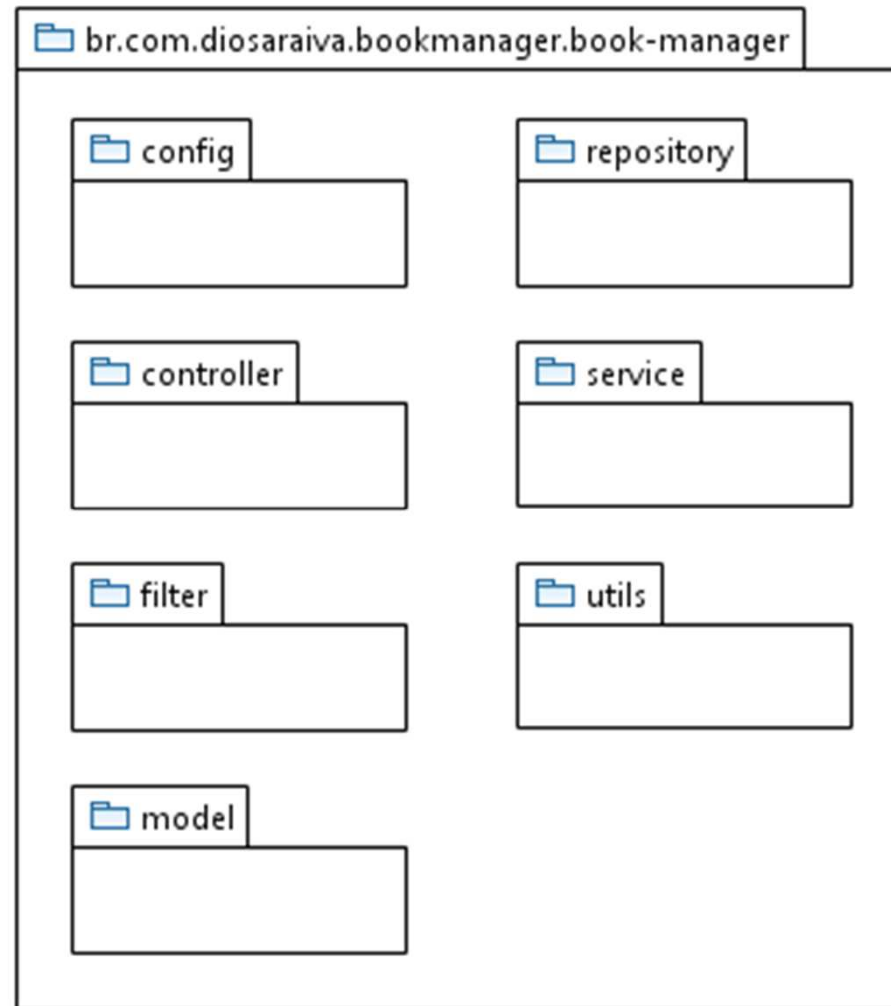 br.com.diosaraiva.bookmanager.book-manager
config
repository
controller
service
filter
utils
model